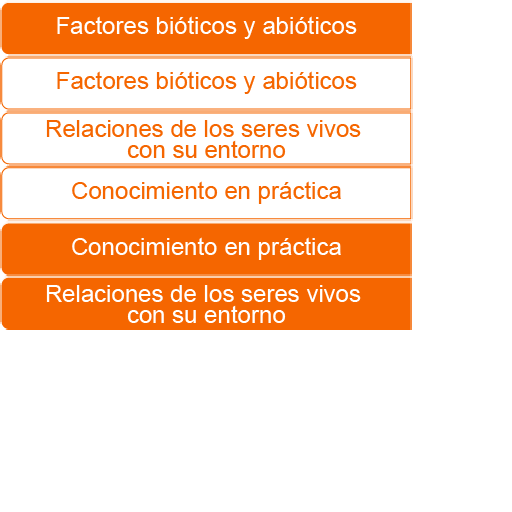 Factores bióticos y abióticos
Factores bióticos y abióticos
Relaciones de los seres vivos
con su entorno
Conocimiento en práctica
Conocimiento en práctica
Relaciones de los seres vivos
con su entorno